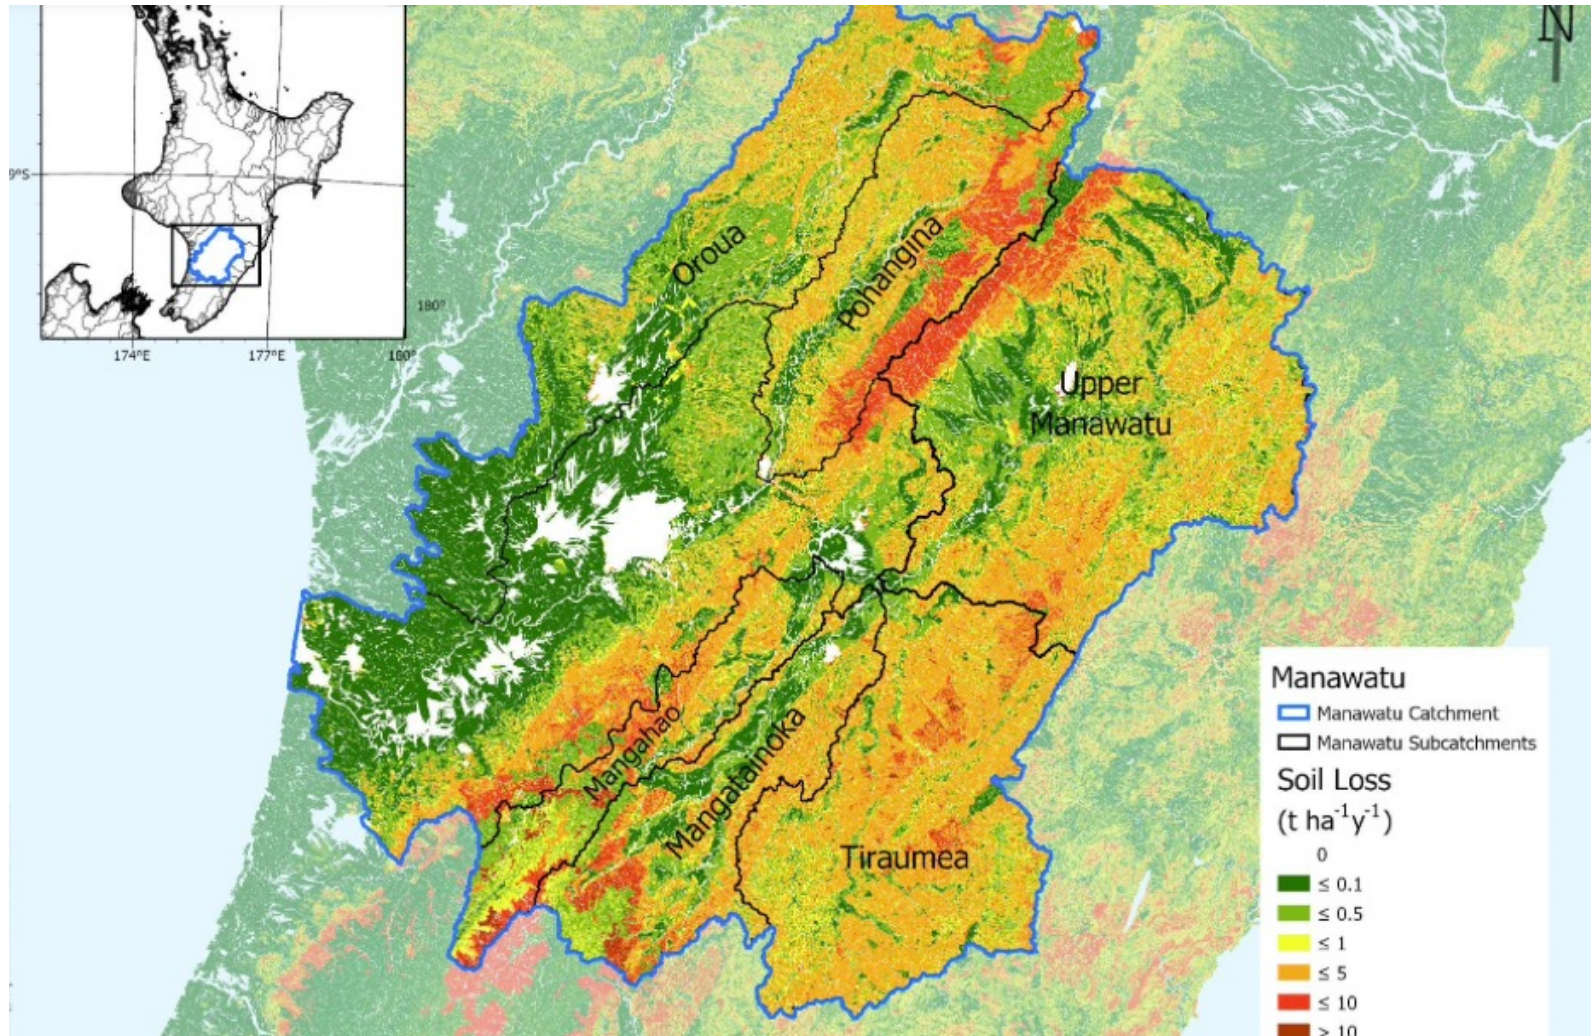 N
9°S
180°
174°E
177°E
180°
Oroua
Pohangina
Upper
Manawatu
Mangahao
Mangatainoka
Tiraumea
Manawatu
Manawatu Catchment
Manawatu Subcatchments
Soil Loss
(t ha⁻¹y⁻¹)
0
≤ 0.1
≤ 0.5
≤ 1
≤ 5
≤ 10
> 10